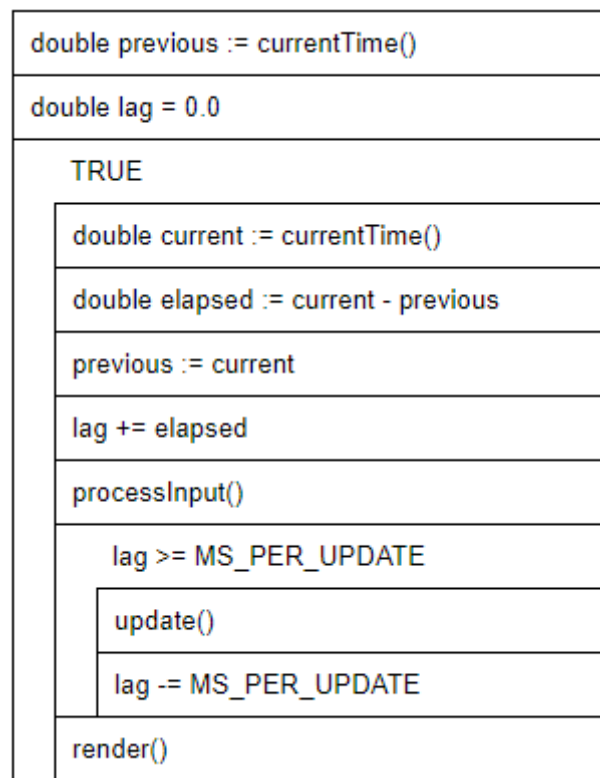 double previous := currentTime()
double lag = 0.0
TRUE
double current := currentTime()
double elapsed := current - previous
previous := current
lag += elapsed
processInput()
lag >= MS_PER_UPDATE
update()
lag -= MS_PER_UPDATE
render()